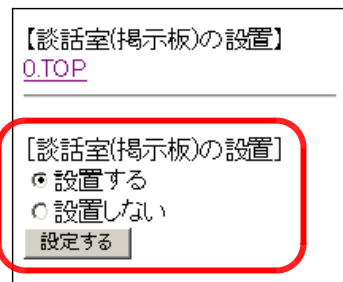 【談話室(掲示板)の設置】
0.TOP
[談話室(掲示板)の設置]
設置する
設置しない
設定する